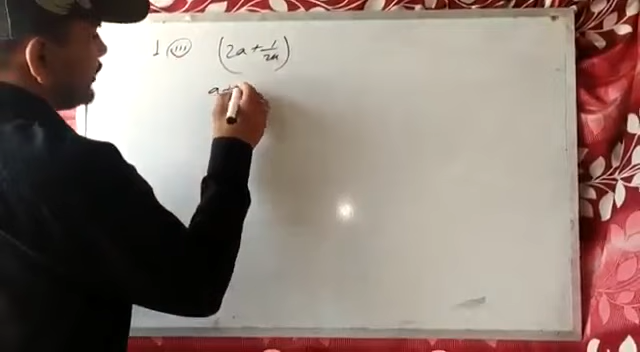 1 (iii) (2a + 1/2a)
a